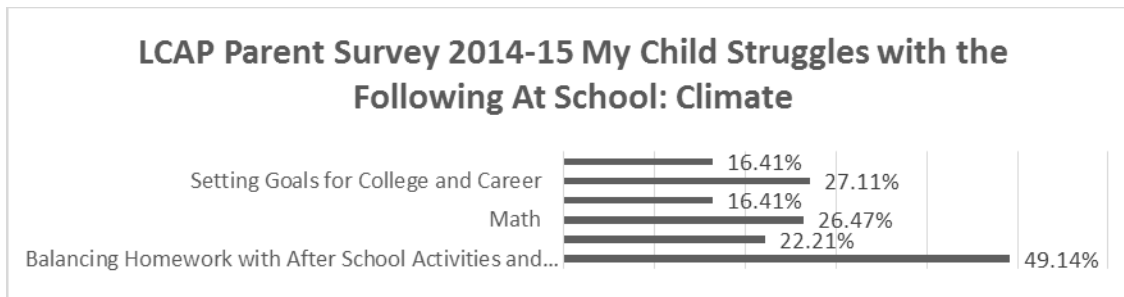 LCAP Parent Survey 2014-15 My Child Struggles with the
Following At School: Climate
16.41%
Setting Goals for College and Career 27.11%
16.41%
Math 26.47%
22.21%
Balancing Homework with After School Activities and... 49.14%